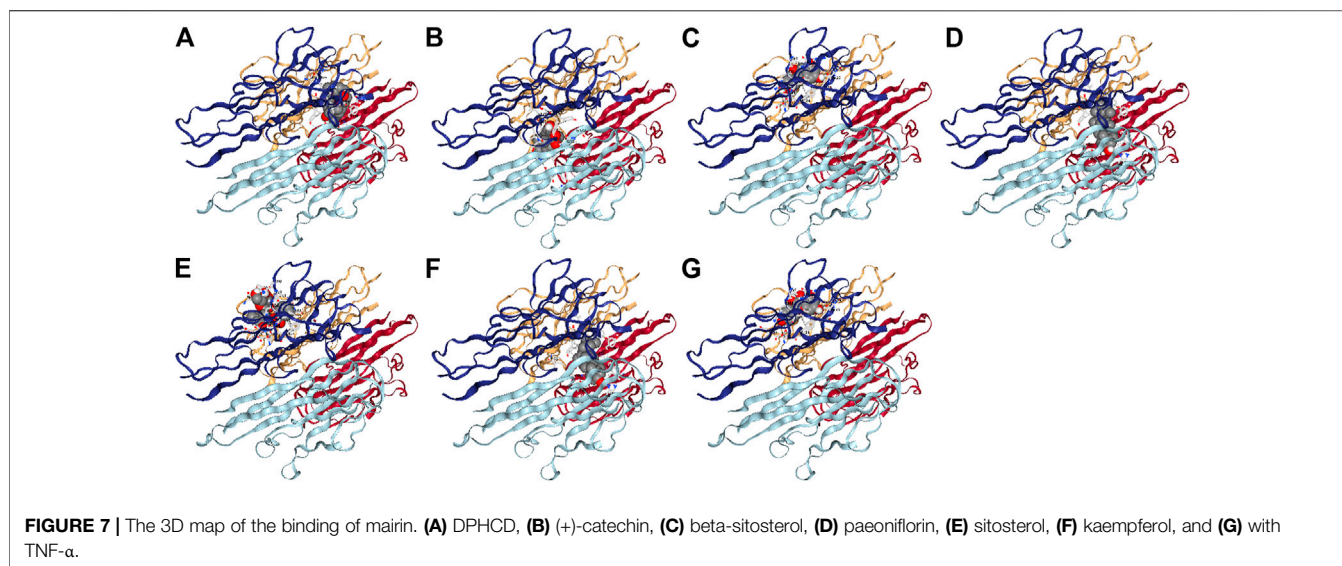 A
B
C
D
E
F
G
FIGURE 7 | The 3D map of the binding of mairin. (A) DPHCD, (B) (+)-catechin, (C) beta-sitosterol, (D) paeoniflorin, (E) sitosterol, (F) kaempferol, and (G) with
TNF-α.